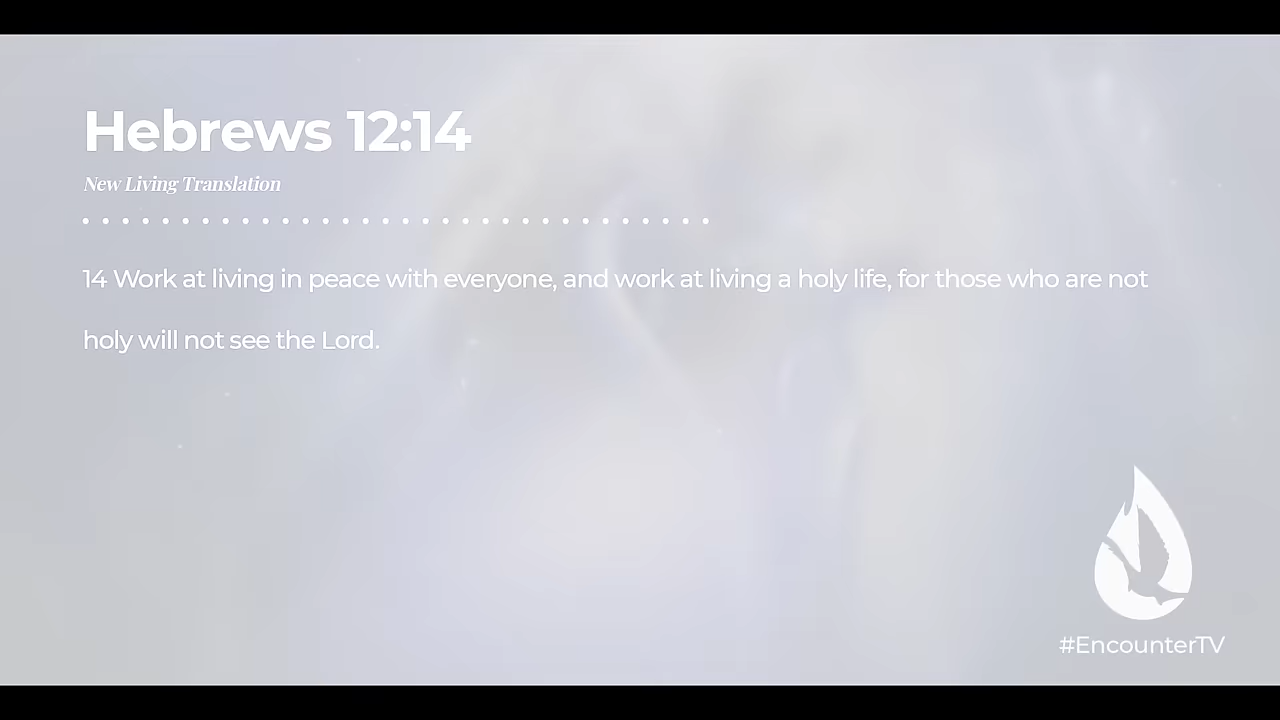 Hebrews 12:14
New Living Translation
14 Work at living in peace with everyone, and work at living a holy life, for those who are not
holy will not see the Lord.
#EncounterTV